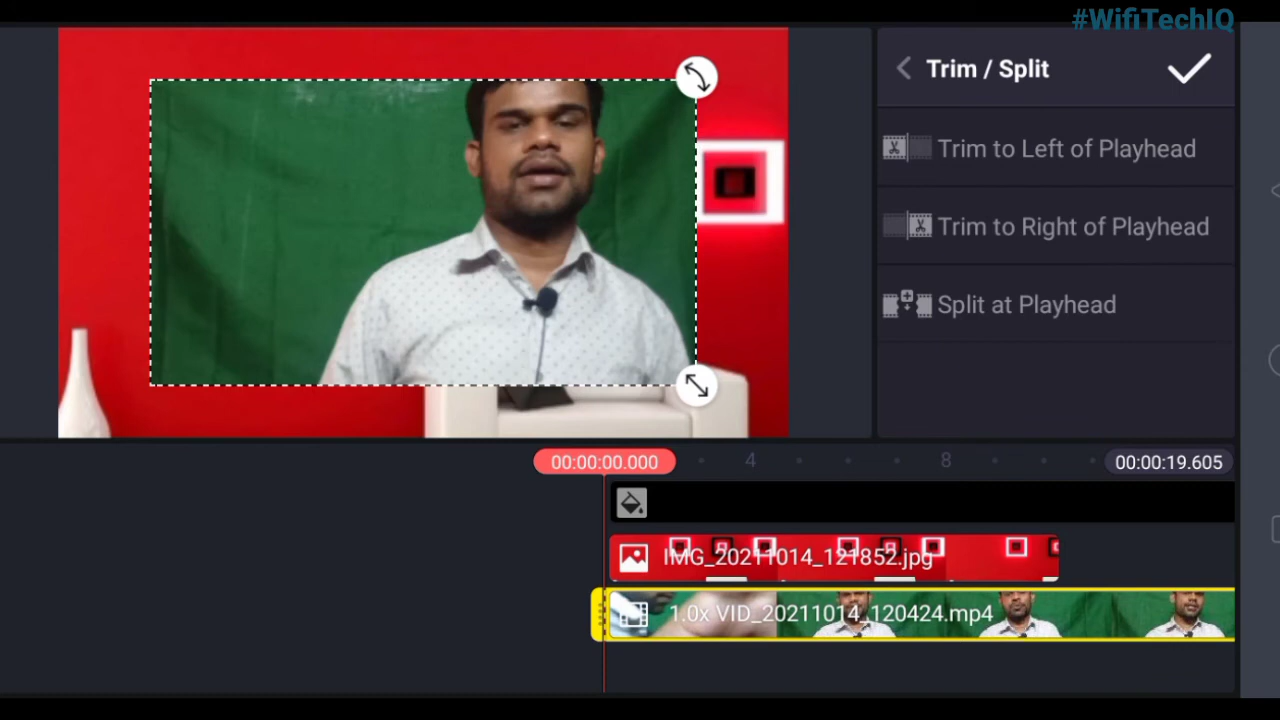 #WifiTechIQ
Trim / Split
Trim to Left of Playhead
Trim to Right of Playhead
Split at Playhead
00:00:00.000
4
8
00:00:19.605
IMG_20211014_121852.jpg
1.0x VID_20211014_120424.mp4